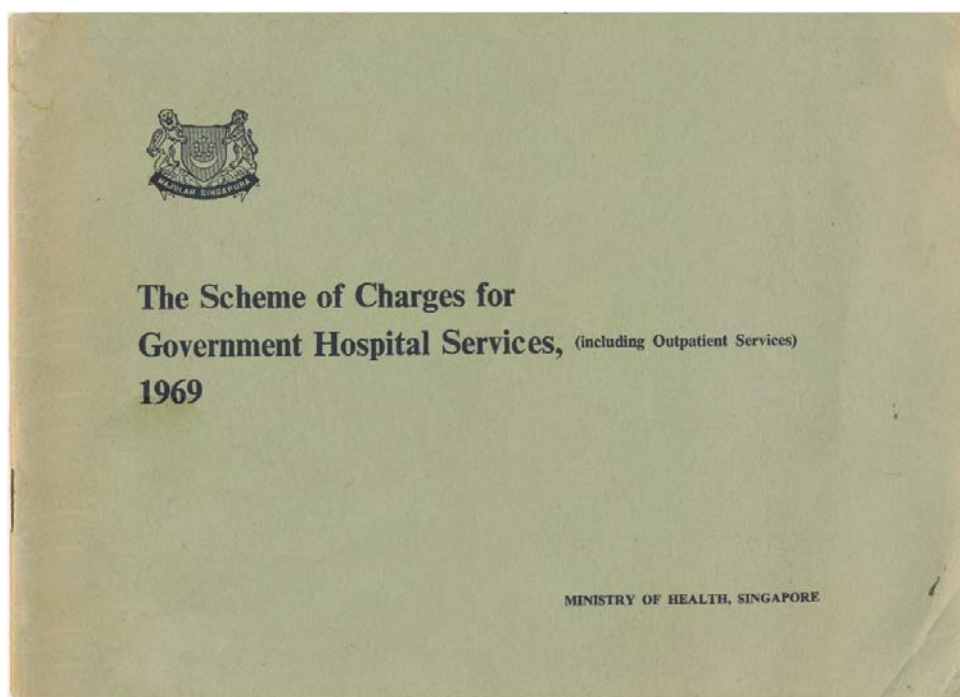 MAJULAH SINGAPURA
The Scheme of Charges for
Government Hospital Services, (including Outpatient Services)
1969
MINISTRY OF HEALTH, SINGAPORE